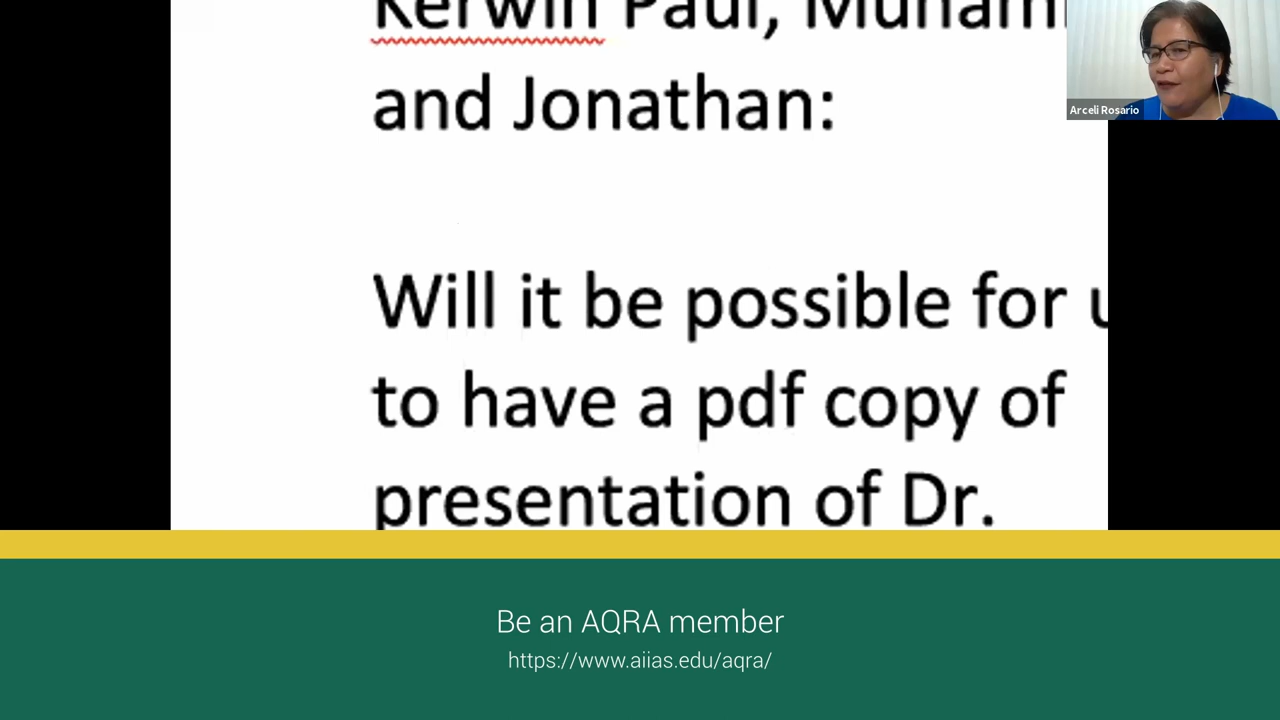 Kerwin Paul,
and Jonathan:
Will it be possible for
to have a pdf copy of
presentation of Dr.
Arceli Rosario
Be an AQRA member
https://www.aiias.edu/aqra/